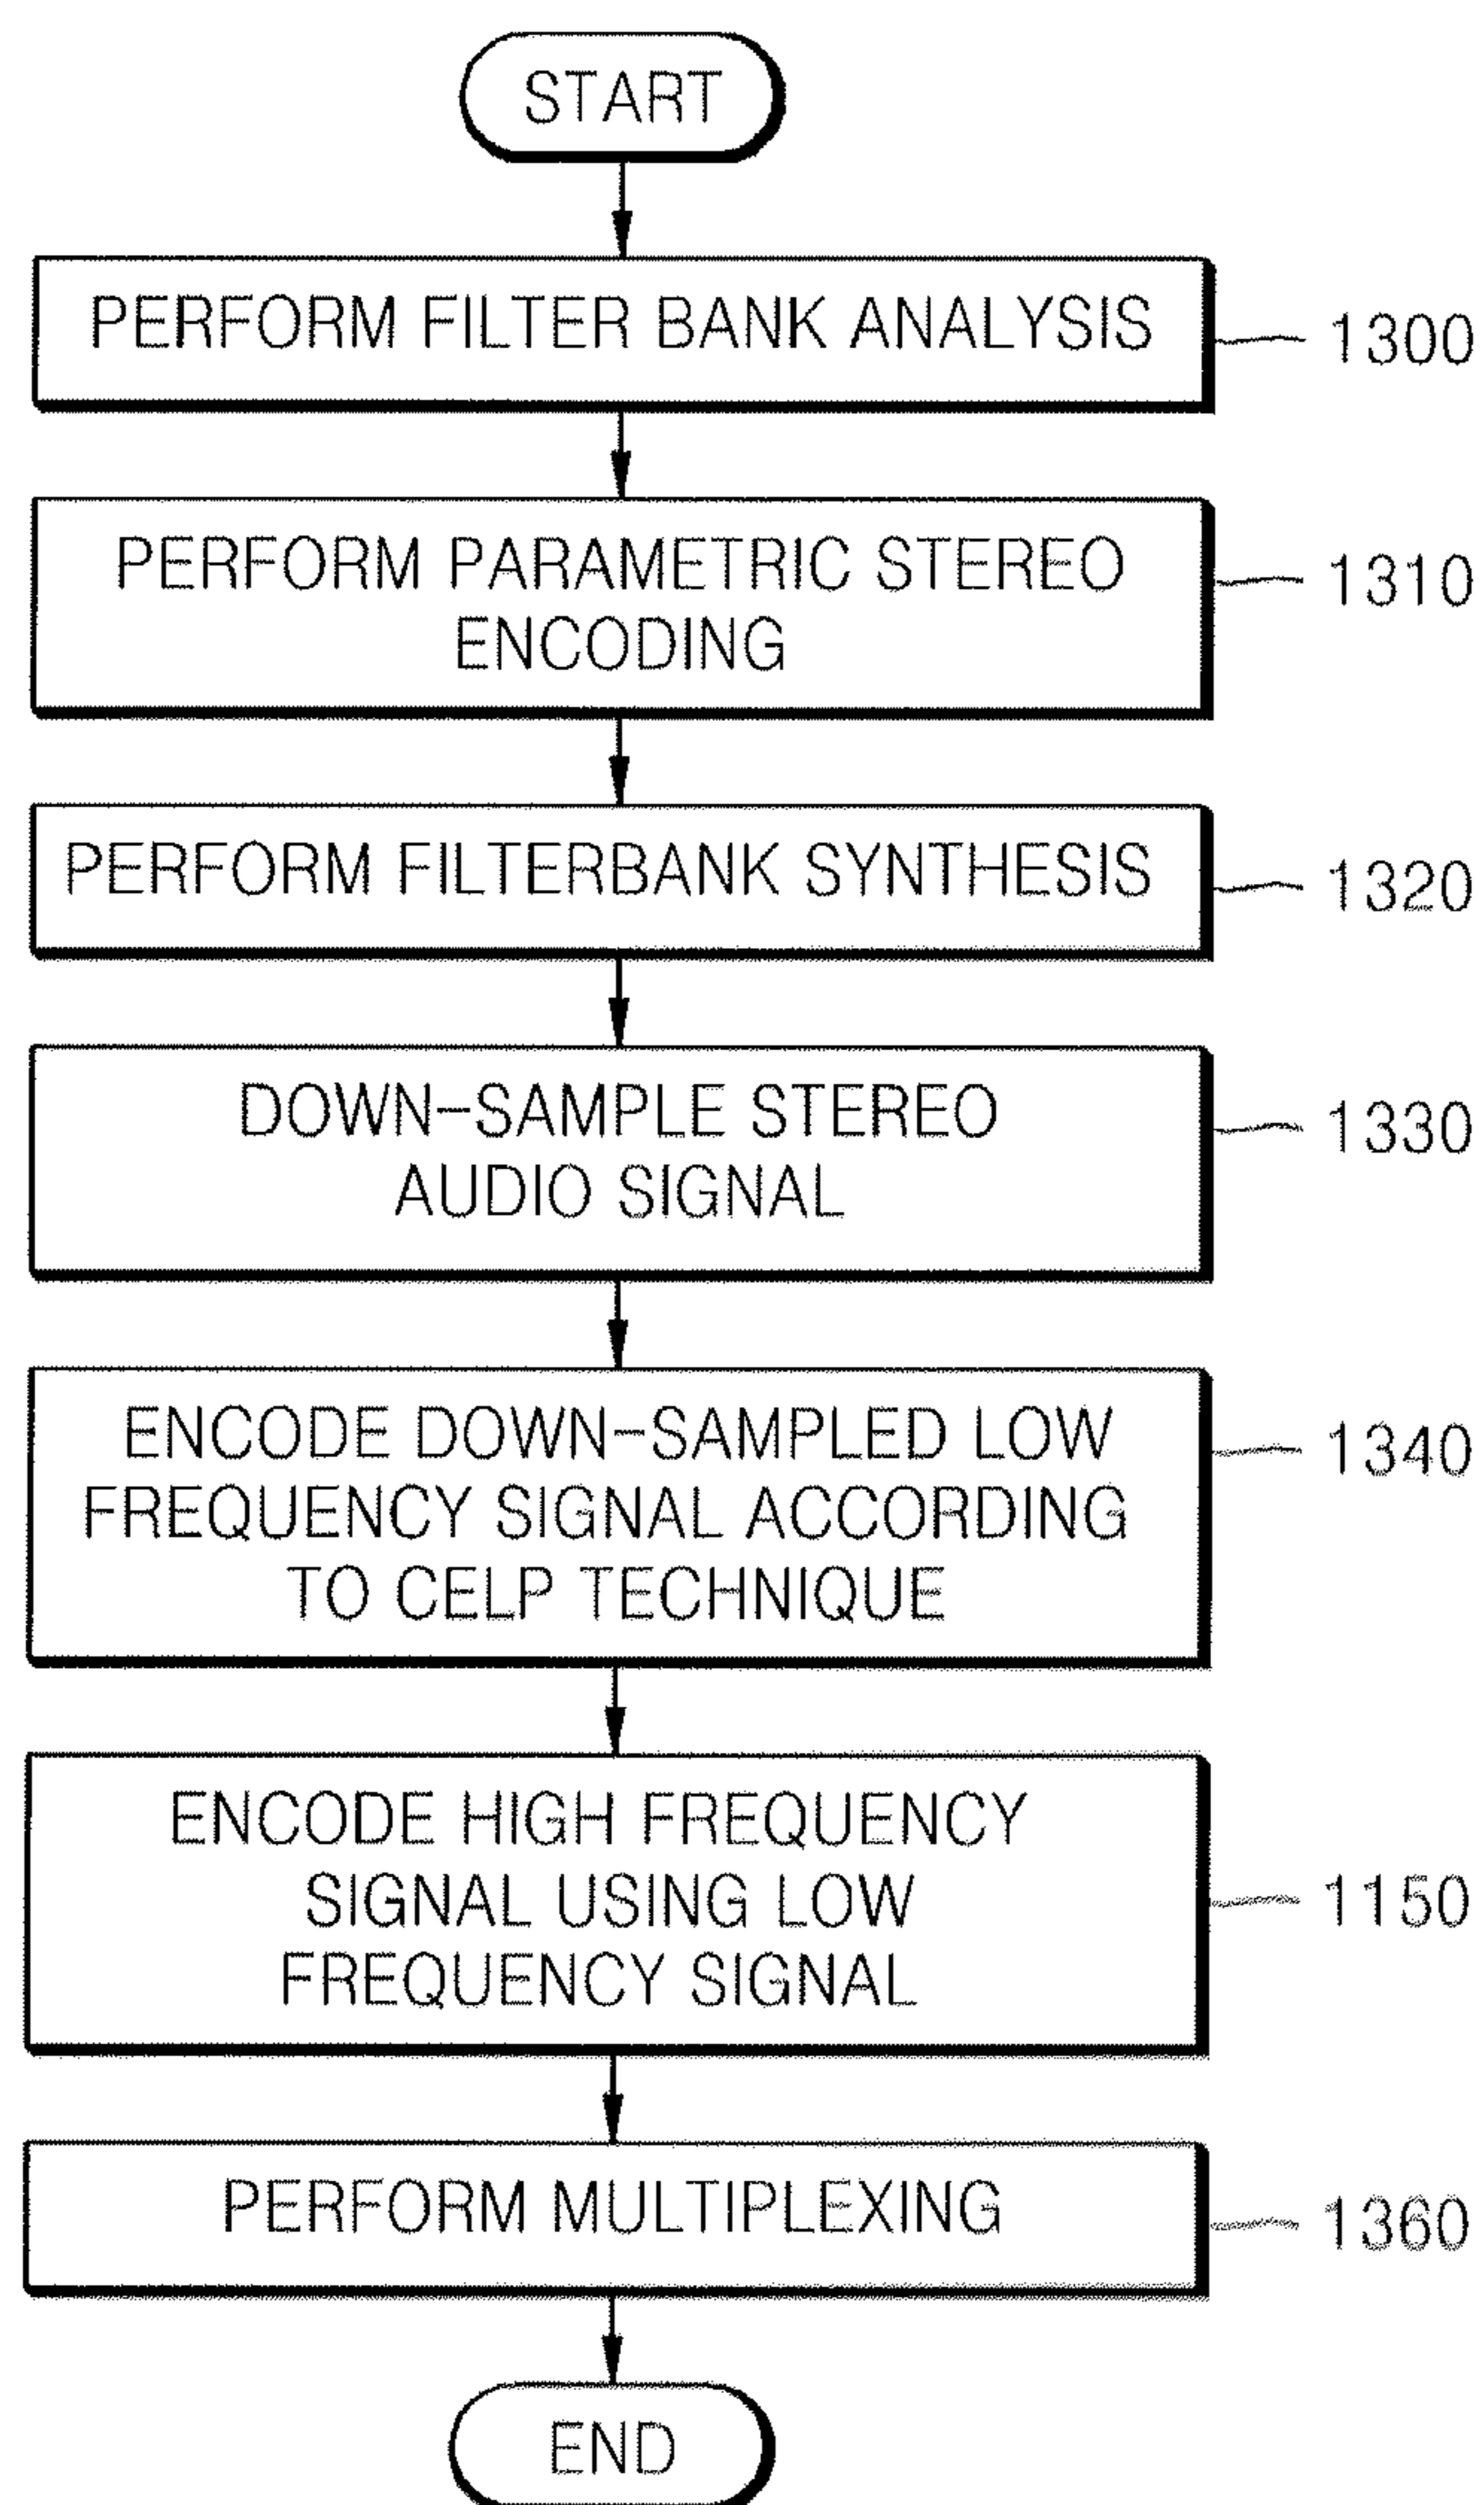 START
PERFORM FILTER BANK ANALYSIS
1300
PERFORM PARAMETRIC STEREO
ENCODING
1310
PERFORM FILTERBANK SYNTHESIS
1320
DOWN-SAMPLE STEREO
AUDIO SIGNAL
1330
ENCODE DOWN-SAMPLED LOW
FREQUENCY SIGNAL ACCORDING
TO CELP TECHNIQUE
1340
ENCODE HIGH FREQUENCY
SIGNAL USING LOW
FREQUENCY SIGNAL
1150
PERFORM MULTIPLEXING
1360
END